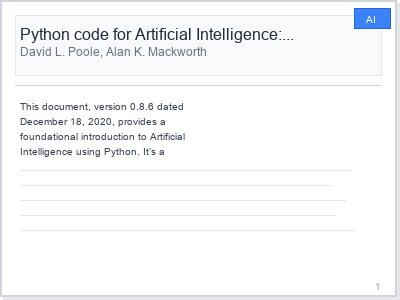 AI
Python code for Artificial Intelligence:...
David L. Poole, Alan K. Mackworth
This document, version 0.8.6 dated
December 18, 2020, provides a
foundational introduction to Artificial
Intelligence using Python. It's a
1